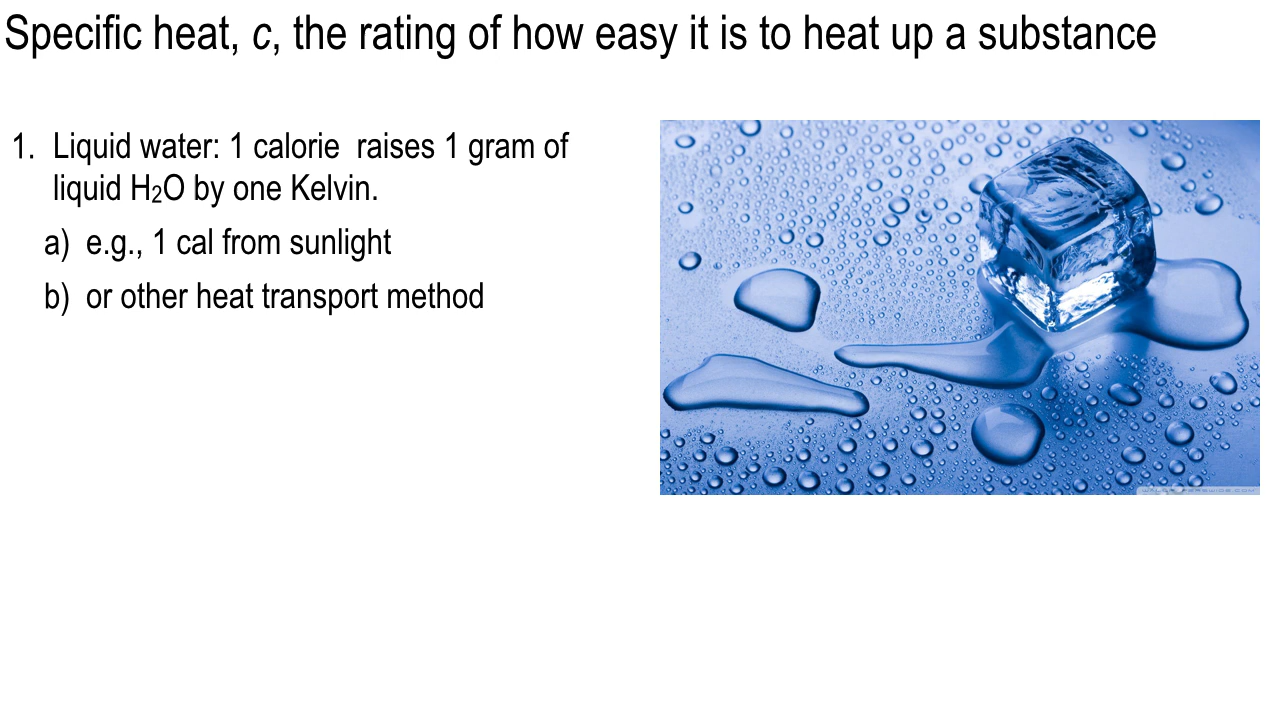 Specific heat, c, the rating of how easy it is to heat up a substance
1. Liquid water: 1 calorie  raises 1 gram of
liquid H₂O by one Kelvin.
a) e.g., 1 cal from sunlight
b) or other heat transport method